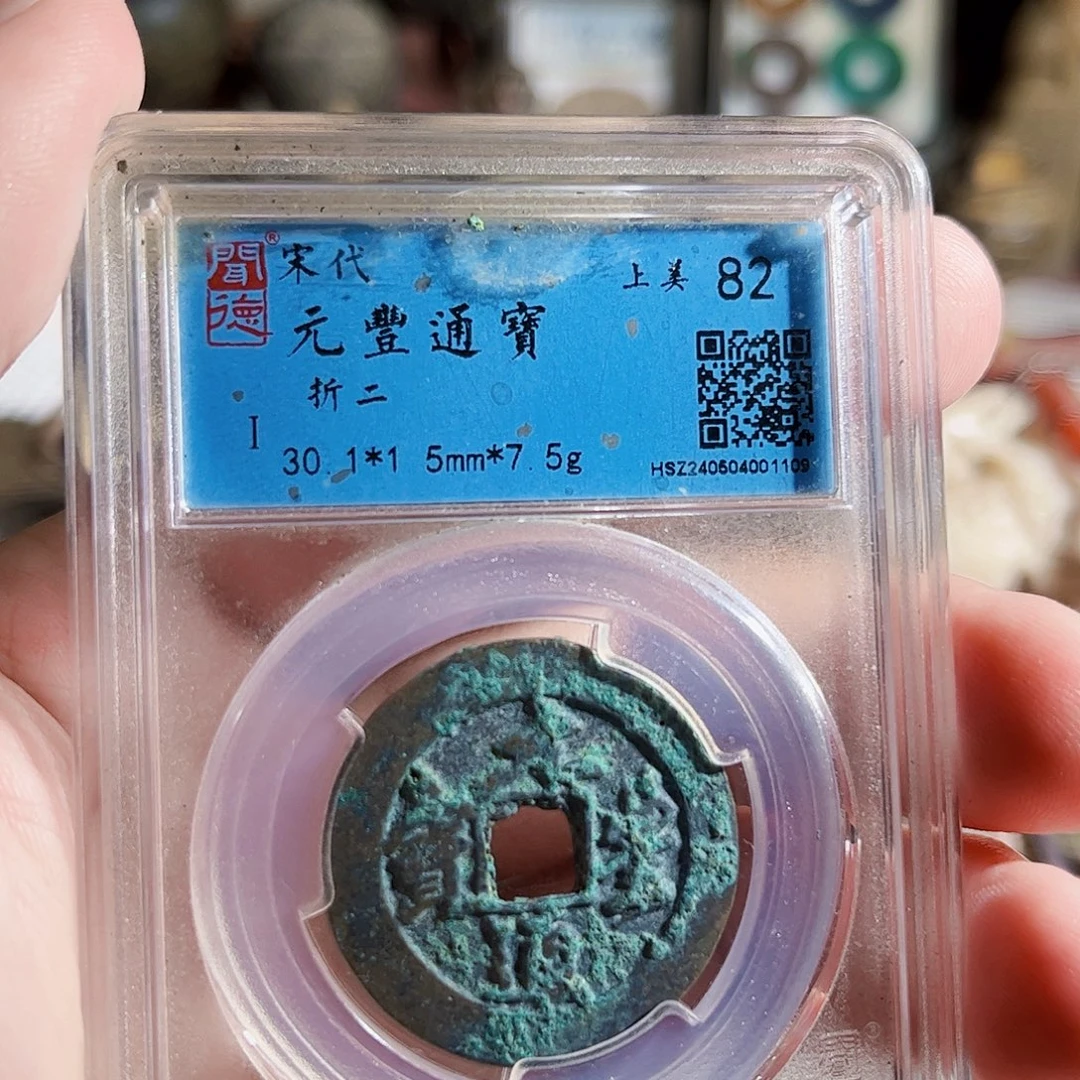 聞德®
宋代
上美 82
元豐通寶
折二
I
30.1*1 5mm*7.5g
HSZ240504001109